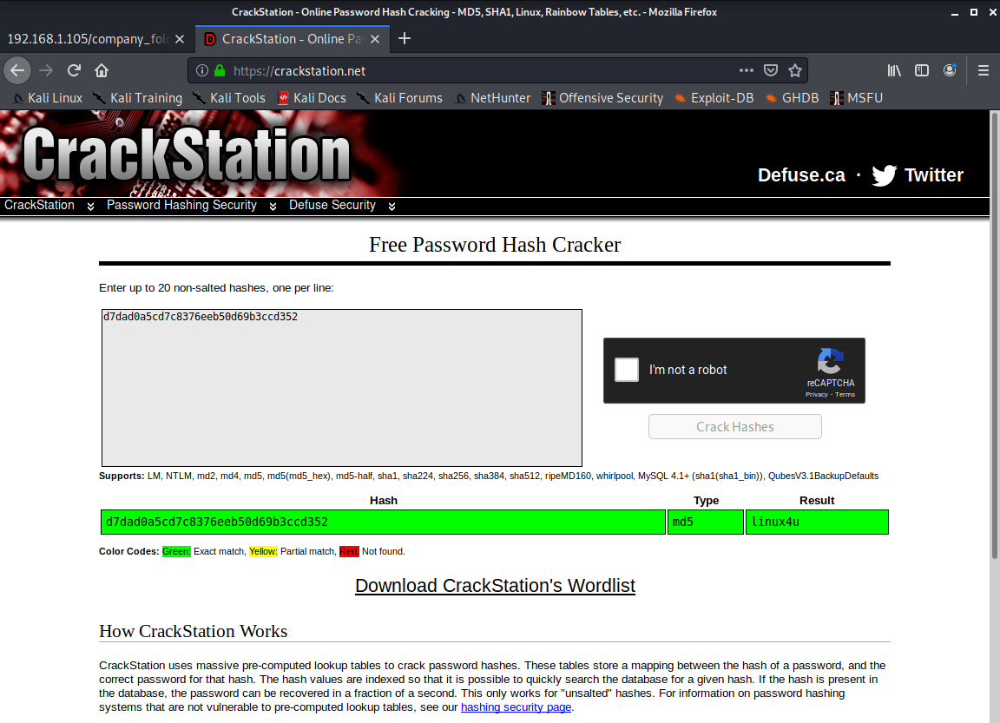 CrackStation - Online Password Hash Cracking - MD5, SHA1, Linux, Rainbow Tables, etc. - Mozilla Firefox
192.168.1.105/company_fol
CrackStation - Online Pa
https://crackstation.net
Kali Linux Kali Training Kali Tools Kali Docs Kali Forums NetHunter Offensive Security Exploit-DB GHDB MSFU
CrackStation
Defuse.ca · Twitter
CrackStation Password Hashing Security Defuse Security
Free Password Hash Cracker
Enter up to 20 non-salted hashes, one per line:
d7dad0a5cd7c8376eeb50d69b3ccd352
I'm not a robot
reCAPTCHA
Privacy - Terms
Crack Hashes
Supports: LM, NTLM, md2, md4, md5, md5(md5_hex), md5-half, sha1, sha224, sha256, sha384, sha512, ripeMD160, whirlpool, MySQL 4.1+ (sha1(sha1_bin)), QubesV3.1BackupDefaults
Hash Type Result
d7dad0a5cd7c8376eeb50d69b3ccd352 md5 linux4u
Color Codes: Green: Exact match, Yellow: Partial match, Red: Not found.
Download CrackStation's Wordlist
How CrackStation Works
CrackStation uses massive pre-computed lookup tables to crack password hashes. These tables store a mapping between the hash of a password, and the
correct password for that hash. The hash values are indexed so that it is possible to quickly search the database for a given hash. If the hash is present in
the database, the password can be recovered in a fraction of a second. This only works for "unsalted" hashes. For information on password hashing
systems that are not vulnerable to pre-computed lookup tables, see our hashing security page.